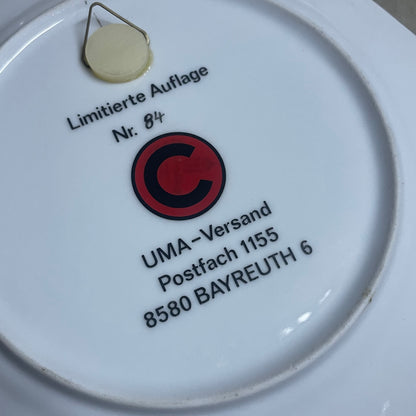 Limitierte Auflage
Nr. 84
C
UMA-Versand
Postfach 1155
8580 BAYREUTH 6